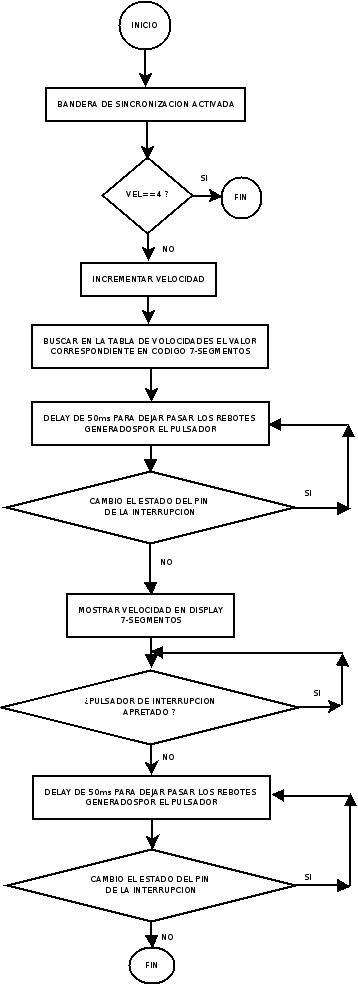 INICIO
BANDERA DE SINCRONIZACION ACTIVADA
VEL==4 ?
SI
FIN
NO
INCREMENTAR VELOCIDAD
BUSCAR EN LA TABLA DE VOLOCIDADES EL VALOR
CORRESPONDIENTE EN CODIGO 7-SEGMENTOS
DELAY DE 50ms PARA DEJAR PASAR LOS REBOTES
GENERADOSPOR EL PULSADOR
CAMBIO EL ESTADO DEL PIN
DE LA INTERRUPCION
SI
NO
MOSTRAR VELOCIDAD EN DISPLAY
7-SEGMENTOS
¿PULSADOR DE INTERRUPCION
APRETADO ?
SI
NO
DELAY DE 50ms PARA DEJAR PASAR LOS REBOTES
GENERADOSPOR EL PULSADOR
CAMBIO EL ESTADO DEL PIN
DE LA INTERRUPCION
SI
NO
FIN